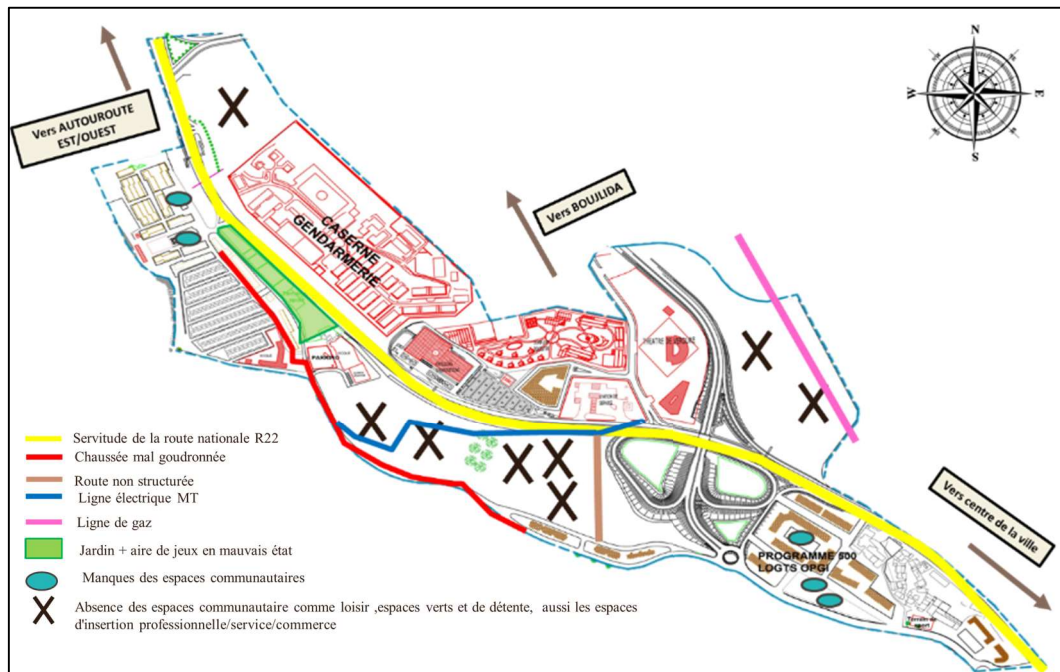 N
W
E
S
Vers AUTOUROUTE
EST/OUEST
Vers BOUJLIDA
CASERNE
GENDARMERIE
THEATRE DE VERDURE
PARKING
Vers centre de la ville
PROGRAMME 500
LOGTS OPGI
Servitude de la route nationale R22
Chaussée mal goudronnée
Route non structurée
Ligne électrique MT
Ligne de gaz
Jardin + aire de jeux en mauvais état
Manques des espaces communautaires
Absence des espaces communautaire comme loisir ,espaces verts et de détente, aussi les espaces
d'insertion professionnelle/service/commerce